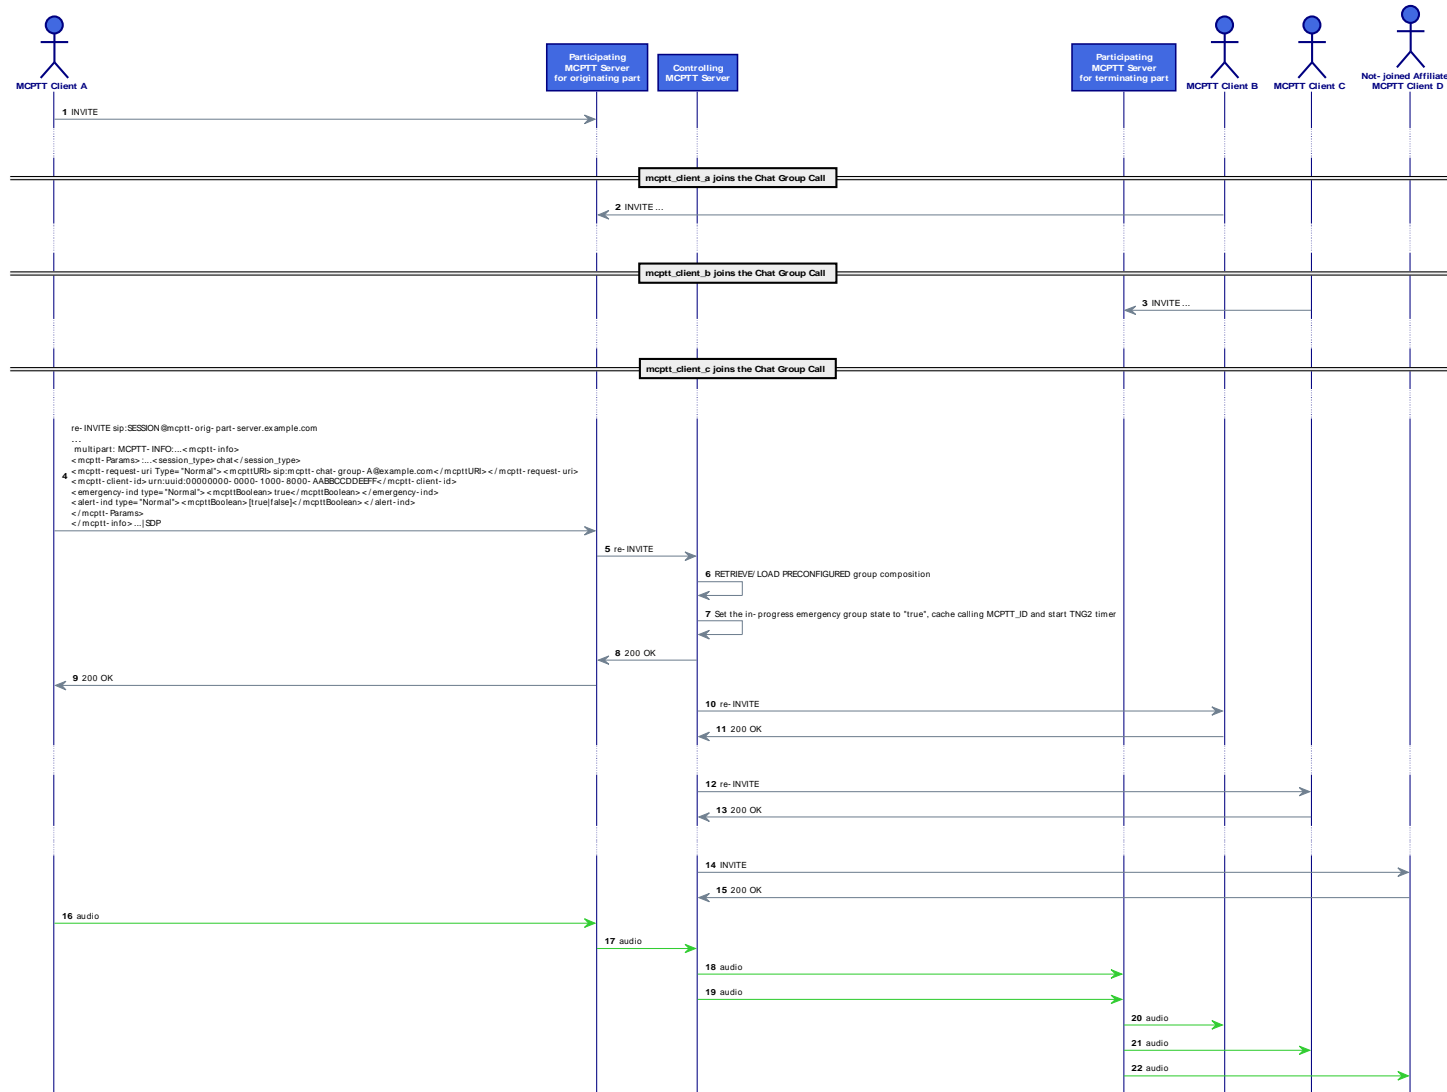 MCPTT Client A
Participating
MCPTT Server
for originating part
Controlling
MCPTT Server
Participating
MCPTT Server
for terminating part
MCPTT Client B
MCPTT Client C
Not-joined Affiliate
MCPTT Client D
1 INVITE
mcptt_client_a joins the Chat Group Call
2 INVITE ...
mcptt_client_b joins the Chat Group Call
3 INVITE ...
mcptt_client_c joins the Chat Group Call
re-INVITE sip:SESSION@mcptt-orig-part-server.example.com
...
multipart: MCPTT-INFO:...<mcptt-info>
<mcptt-Params>:...<session_type>chat</session_type>
<mcptt-request-uri Type="Normal"><mcpttURI>sip:mcptt-chat-group-A@example.com</mcpttURI></mcptt-request-uri>
4 <mcptt-client-id>urn:uuid:00000000-0000-1000-8000-AABBCCDDEEFF</mcptt-client-id>
<emergency-ind type="Normal"><mcpttBoolean>true</mcpttBoolean></emergency-ind>
<alert-ind type="Normal"><mcpttBoolean>[true|false]</mcpttBoolean></alert-ind>
</mcptt-Params>
</mcptt-info>...|SDP
5 re-INVITE
6 RETRIEVE/LOAD PRECONFIGURED group composition
7 Set the in-progress emergency group state to "true", cache calling MCPTT_ID and start TNG2 timer
8 200 OK
9 200 OK
10 re-INVITE
11 200 OK
12 re-INVITE
13 200 OK
14 INVITE
15 200 OK
16 audio
17 audio
18 audio
19 audio
20 audio
21 audio
22 audio